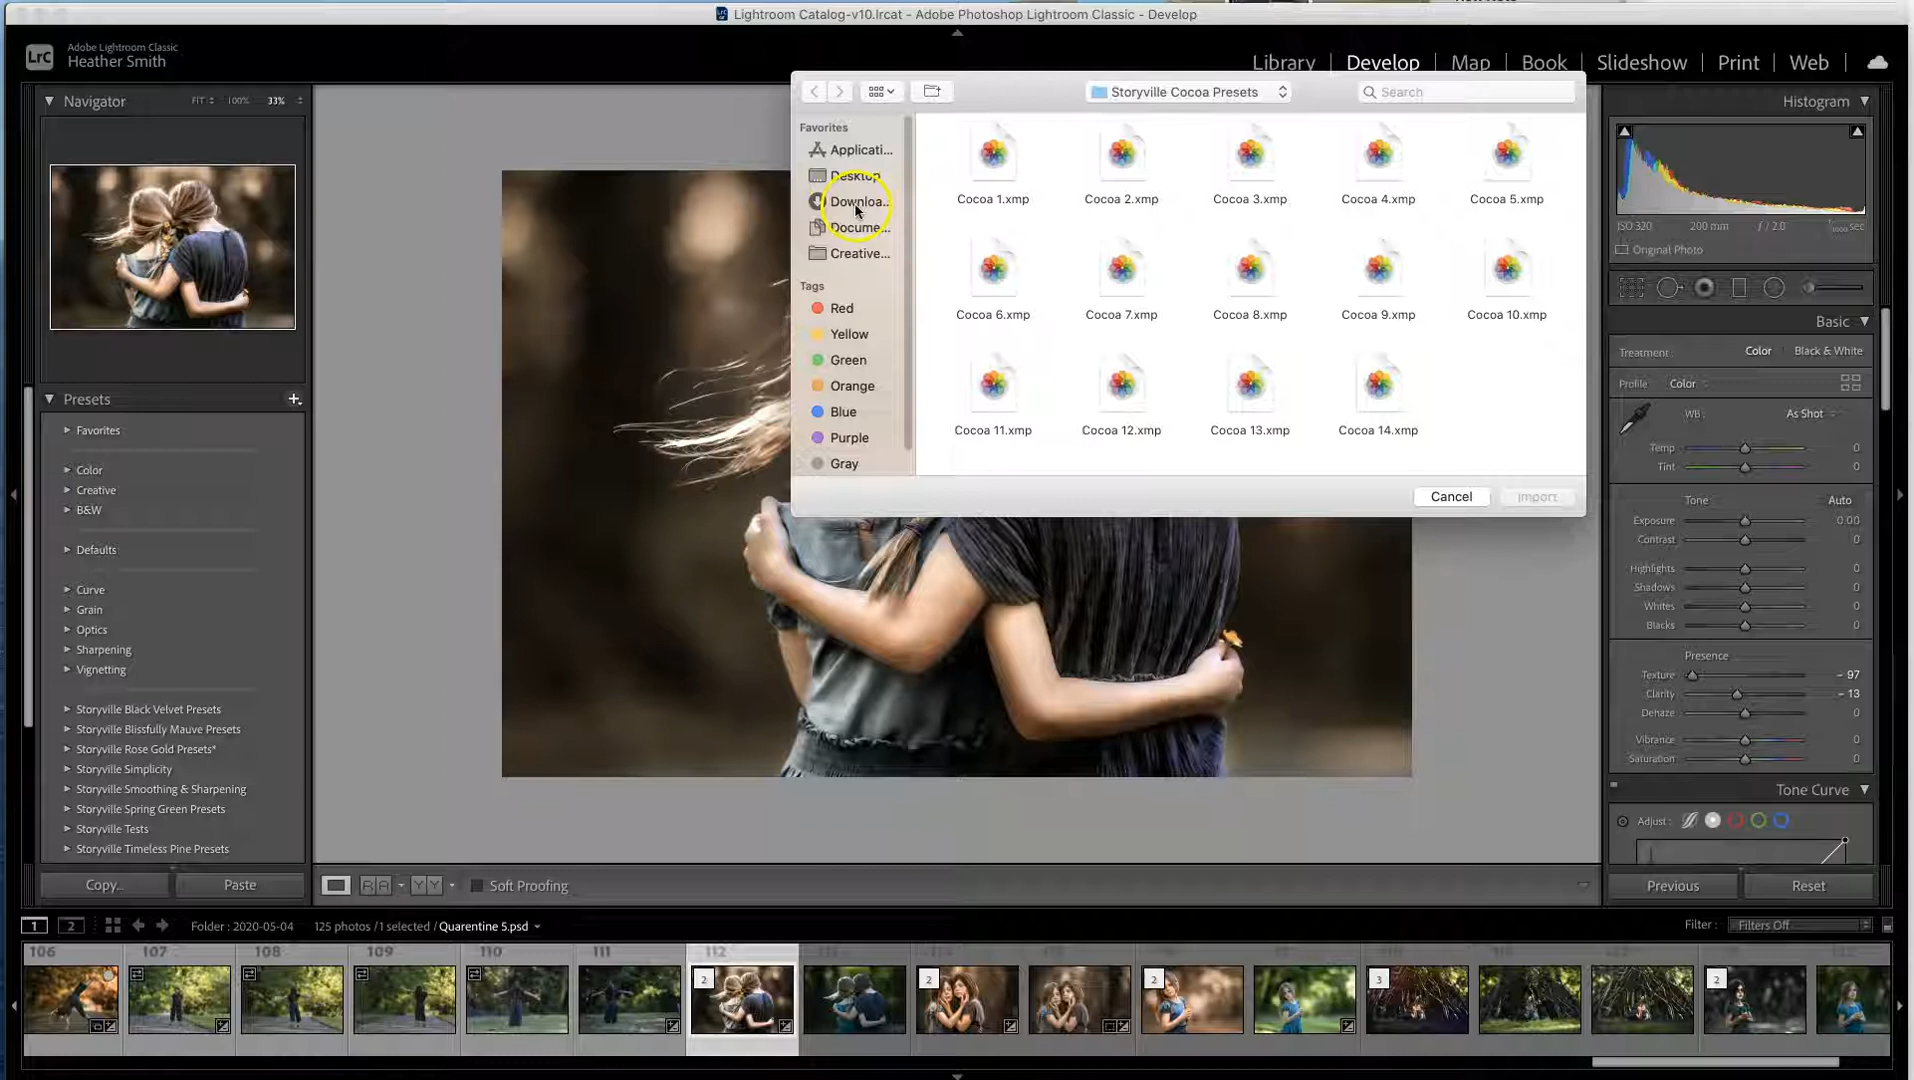 Lightroom Catalog-v10.lrcat - Adobe Photoshop Lightroom Classic - Develop
LrC
Adobe Lightroom Classic
Heather Smith
Library | Develop | Map | Book | Slideshow | Print | Web
Navigator
FIT
100%
33%
Presets
Favorites
Color
Creative
B&W
Defaults
Curve
Grain
Optics
Sharpening
Vignetting
Storyville Black Velvet Presets
Storyville Blissfully Mauve Presets
Storyville Rose Gold Presets*
Storyville Simplicity
Storyville Smoothing & Sharpening
Storyville Spring Green Presets
Storyville Tests
Storyville Timeless Pine Presets
Copy...
Paste
Storyville Cocoa Presets
Search
Favorites
Applicati...
Desktop
Downloa...
Docume...
Creative...
Tags
Red
Yellow
Green
Orange
Blue
Purple
Gray
Cocoa 1.xmp
Cocoa 2.xmp
Cocoa 3.xmp
Cocoa 4.xmp
Cocoa 5.xmp
Cocoa 6.xmp
Cocoa 7.xmp
Cocoa 8.xmp
Cocoa 9.xmp
Cocoa 10.xmp
Cocoa 11.xmp
Cocoa 12.xmp
Cocoa 13.xmp
Cocoa 14.xmp
Cancel
Import
Histogram
ISO 320
200 mm
f / 2.0
sec
Original Photo
Basic
Treatment:
Color
Black & White
Profile:
Color
WB:
As Shot
Temp
0
Tint
0
Tone
Auto
Exposure
0.00
Contrast
0
Highlights
0
Shadows
0
Whites
0
Blacks
0
Presence
Texture
- 97
Clarity
- 13
Dehaze
0
Vibrance
0
Saturation
0
Tone Curve
Adjust:
Previous
Reset
R A
Y Y
Soft Proofing
1
2
Folder : 2020-05-04
125 photos /1 selected /Quarentine 5.psd
Filter :
Filters Off
106
107
108
109
110
111
112
2
2
2
3
2